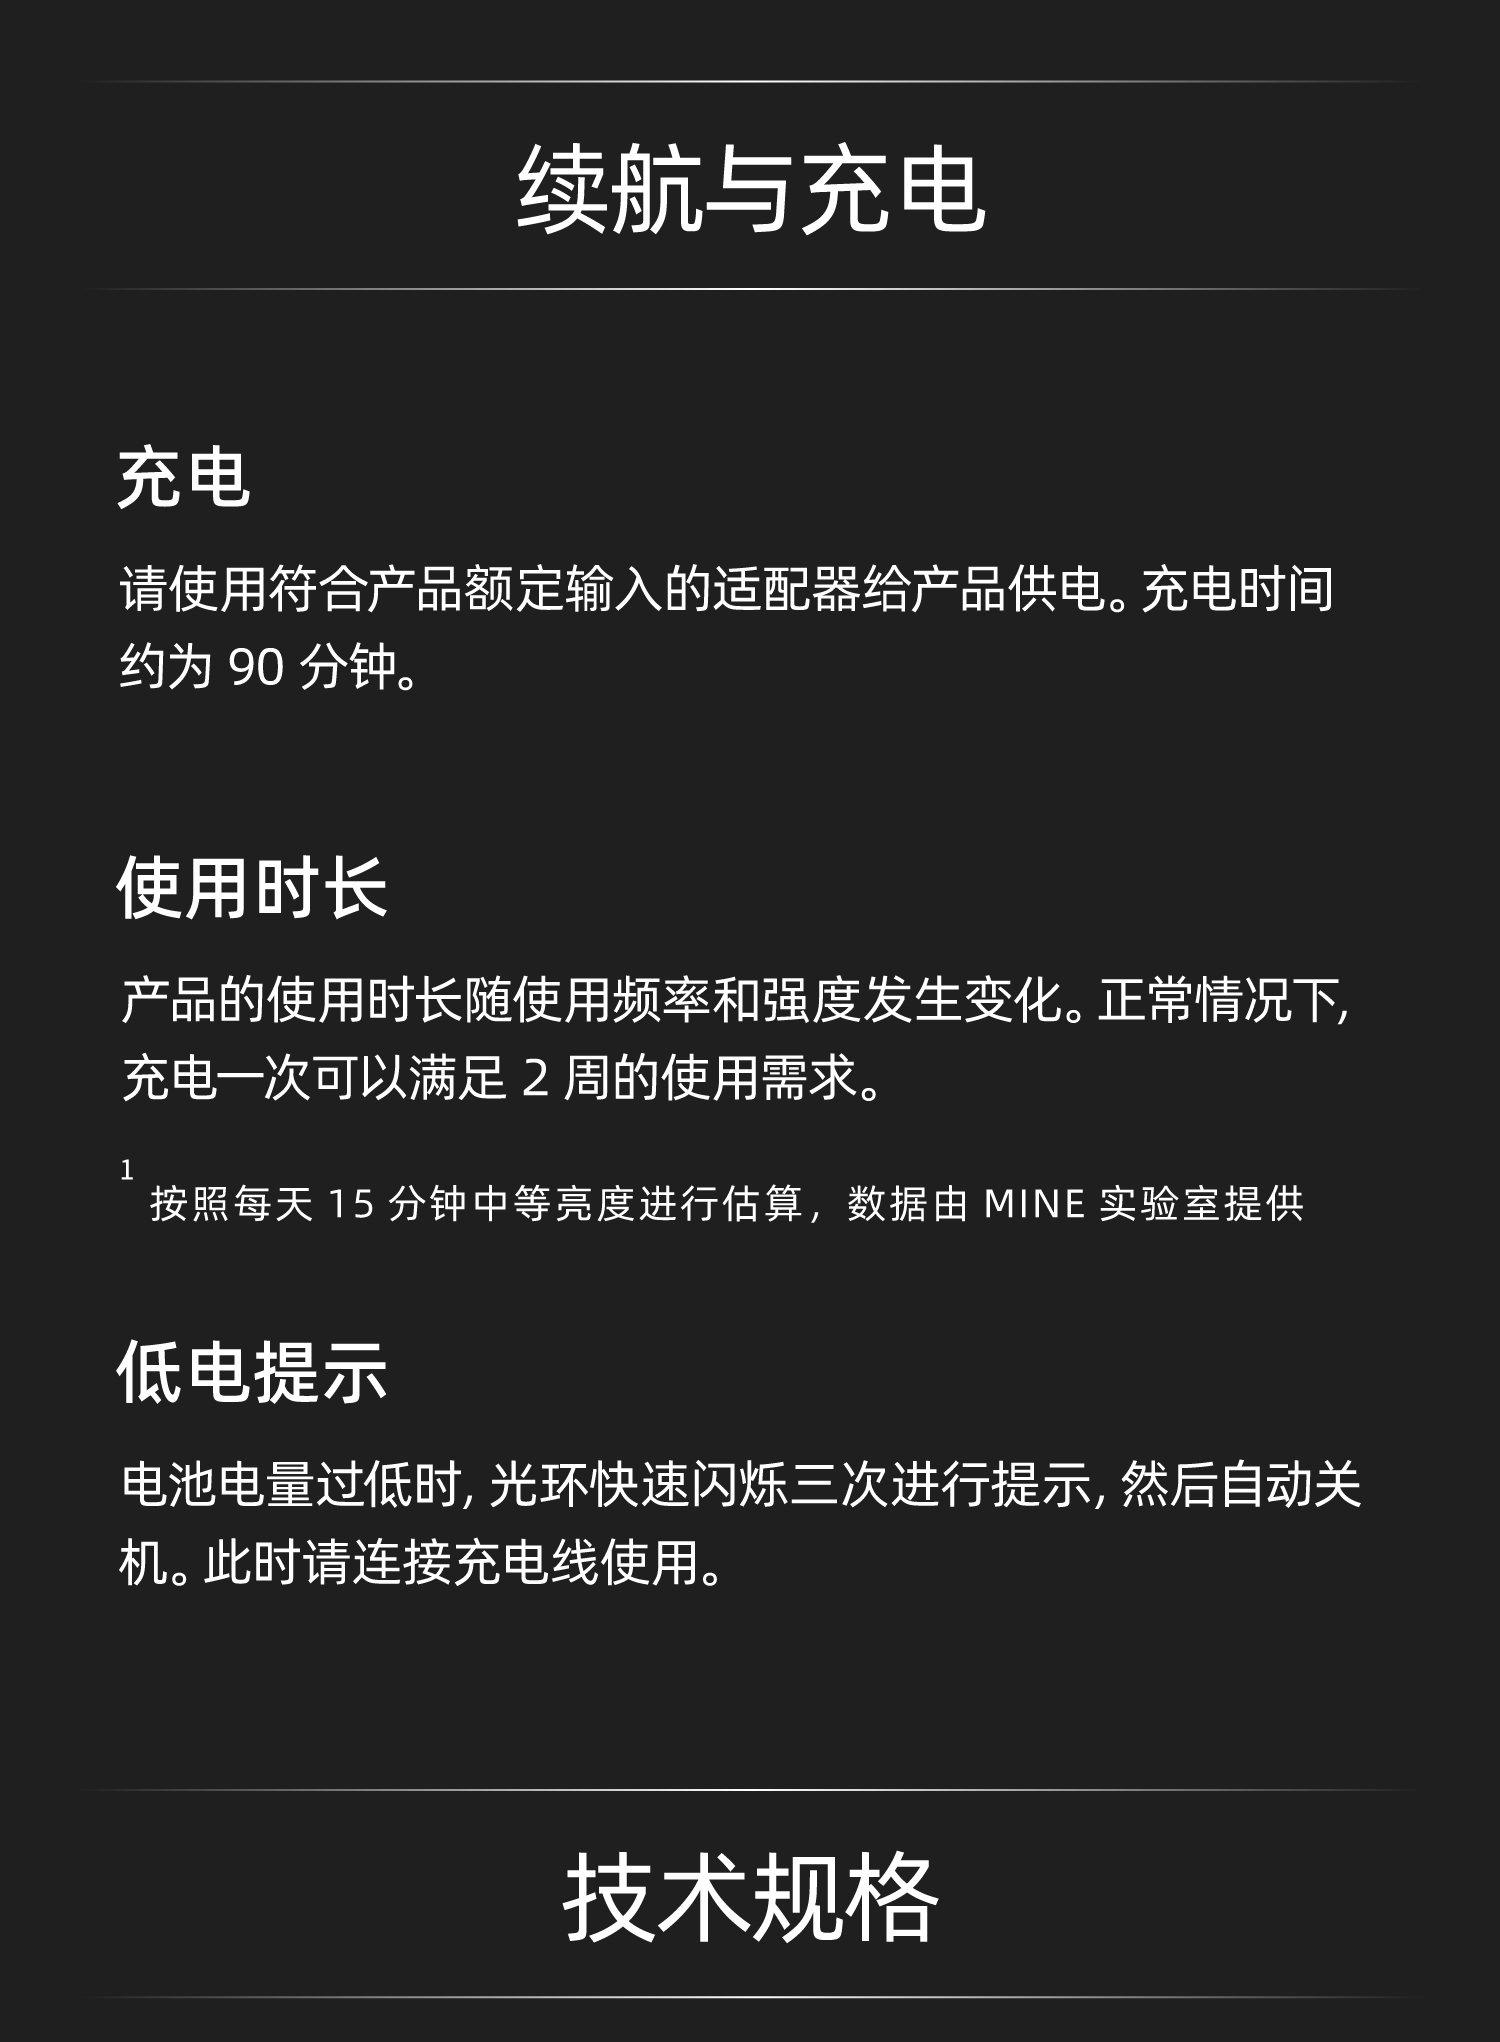 续航与充电
充电
请使用符合产品额定输入的适配器给产品供电。充电时间
约为 90 分钟。
使用时长
产品的使用时长随使用频率和强度发生变化。正常情况下,
充电一次可以满足 2 周的使用需求。
1 按照每天 15 分钟中等亮度进行估算，数据由 MINE 实验室提供
低电提示
电池电量过低时, 光环快速闪烁三次进行提示, 然后自动关
机。此时请连接充电线使用。
技术规格